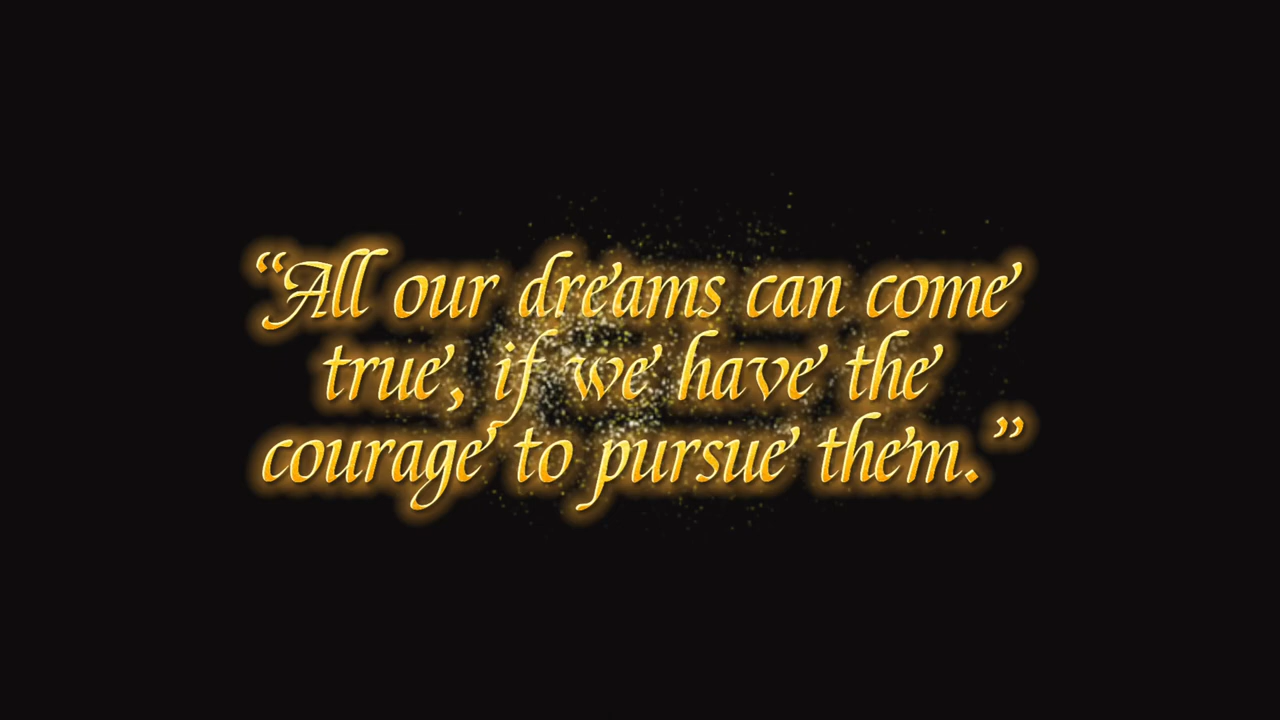 “All our dreams can come
true, if we have the
courage to pursue them.”